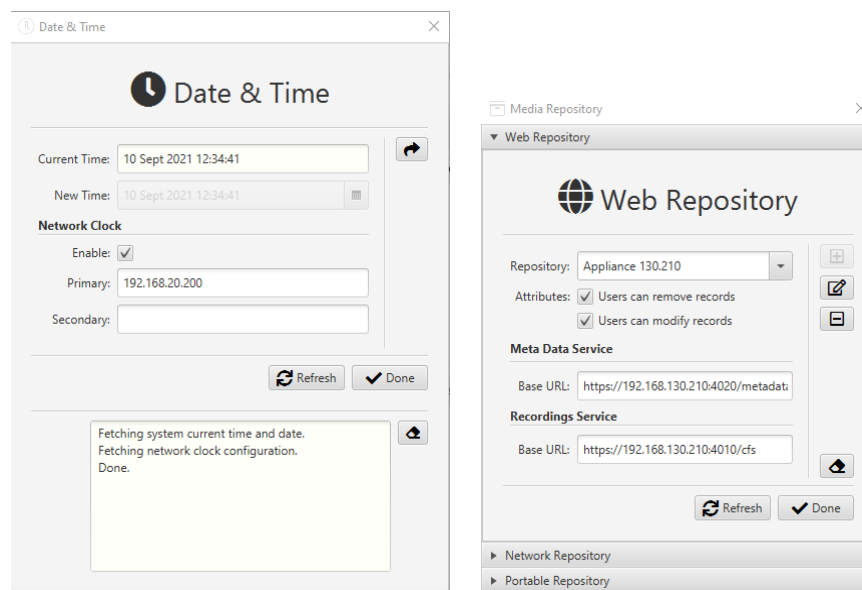 Date & Time
Date & Time
Current Time: 10 Sept 2021 12:34:41
New Time: 10 Sept 2021 12:34:41
Network Clock
Enable:
Primary: 192.168.20.200
Secondary:
Refresh
Done
Fetching system current time and date.
Fetching network clock configuration.
Done.
Media Repository
Web Repository
Web Repository
Repository: Appliance 130.210
Attributes: Users can remove records
Users can modify records
Meta Data Service
Base URL: https://192.168.130.210:4020/metadata
Recordings Service
Base URL: https://192.168.130.210:4010/cfs
Refresh
Done
Network Repository
Portable Repository